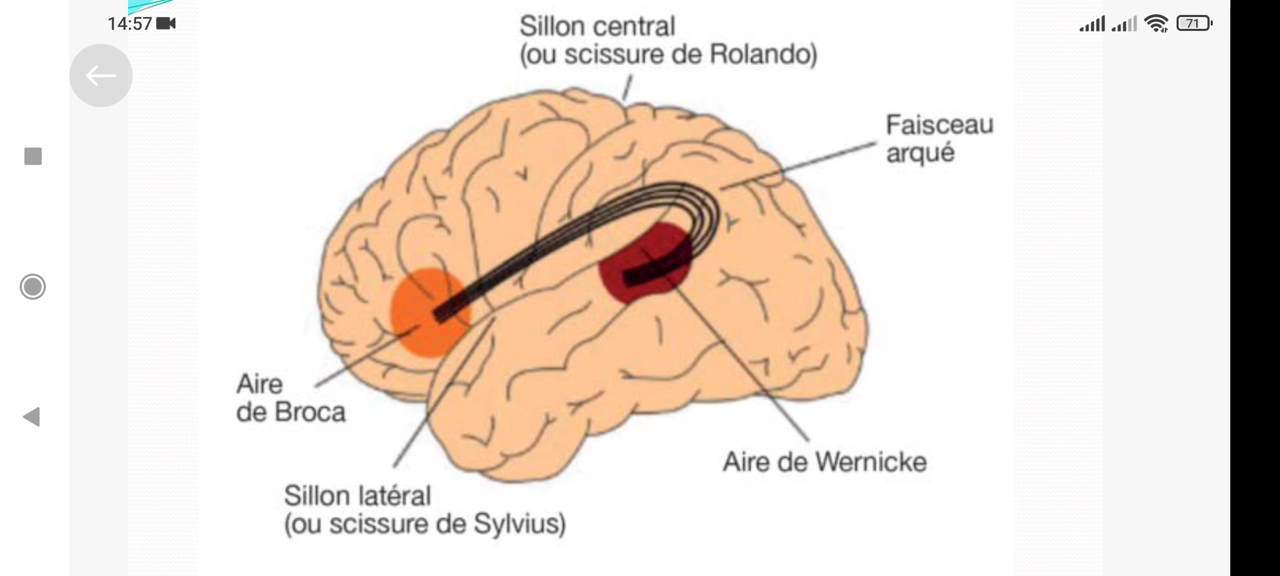 14:57
71
Sillon central
(ou scissure de Rolando)
Faisceau
arqué
Aire
de Broca
Aire de Wernicke
Sillon latéral
(ou scissure de Sylvius)